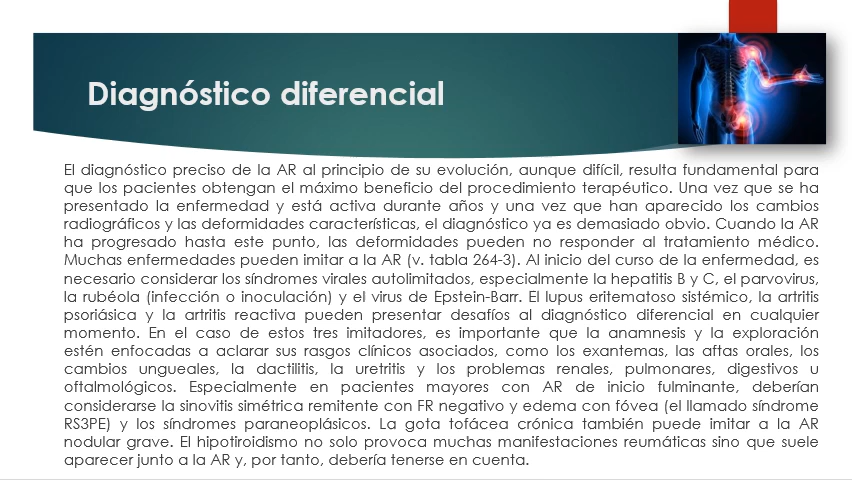 Diagnóstico diferencial
El diagnóstico preciso de la AR al principio de su evolución, aunque difícil, resulta fundamental para
que los pacientes obtengan el máximo beneficio del procedimiento terapéutico. Una vez que se ha
presentado la enfermedad y está activa durante años y una vez que han aparecido los cambios
radiográficos y las deformidades características, el diagnóstico ya es demasiado obvio. Cuando la AR
ha progresado hasta este punto, las deformidades pueden no responder al tratamiento médico.
Muchas enfermedades pueden imitar a la AR (v. tabla 264-3). Al inicio del curso de la enfermedad, es
necesario considerar los síndromes virales autolimitados, especialmente la hepatitis B y C, el parvovirus,
la rubéola (infección o inoculación) y el virus de Epstein-Barr. El lupus eritematoso sistémico, la artritis
psoriásica y la artritis reactiva pueden presentar desafíos al diagnóstico diferencial en cualquier
momento. En el caso de estos tres imitadores, es importante que la anamnesis y la exploración
estén enfocadas a aclarar sus rasgos clínicos asociados, como los exantemas, las aftas orales, los
cambios ungueales, la dactilitis, la uretritis y los problemas renales, pulmonares, digestivos u
oftalmológicos. Especialmente en pacientes mayores con AR de inicio fulminante, deberían
considerarse la sinovitis simétrica remitente con FR negativo y edema con fóvea (el llamado síndrome
RS3PE) y los síndromes paraneoplásicos. La gota tofácea crónica también puede imitar a la AR
nodular grave. El hipotiroidismo no solo provoca muchas manifestaciones reumáticas sino que suele
aparecer junto a la AR y, por tanto, debería tenerse en cuenta.